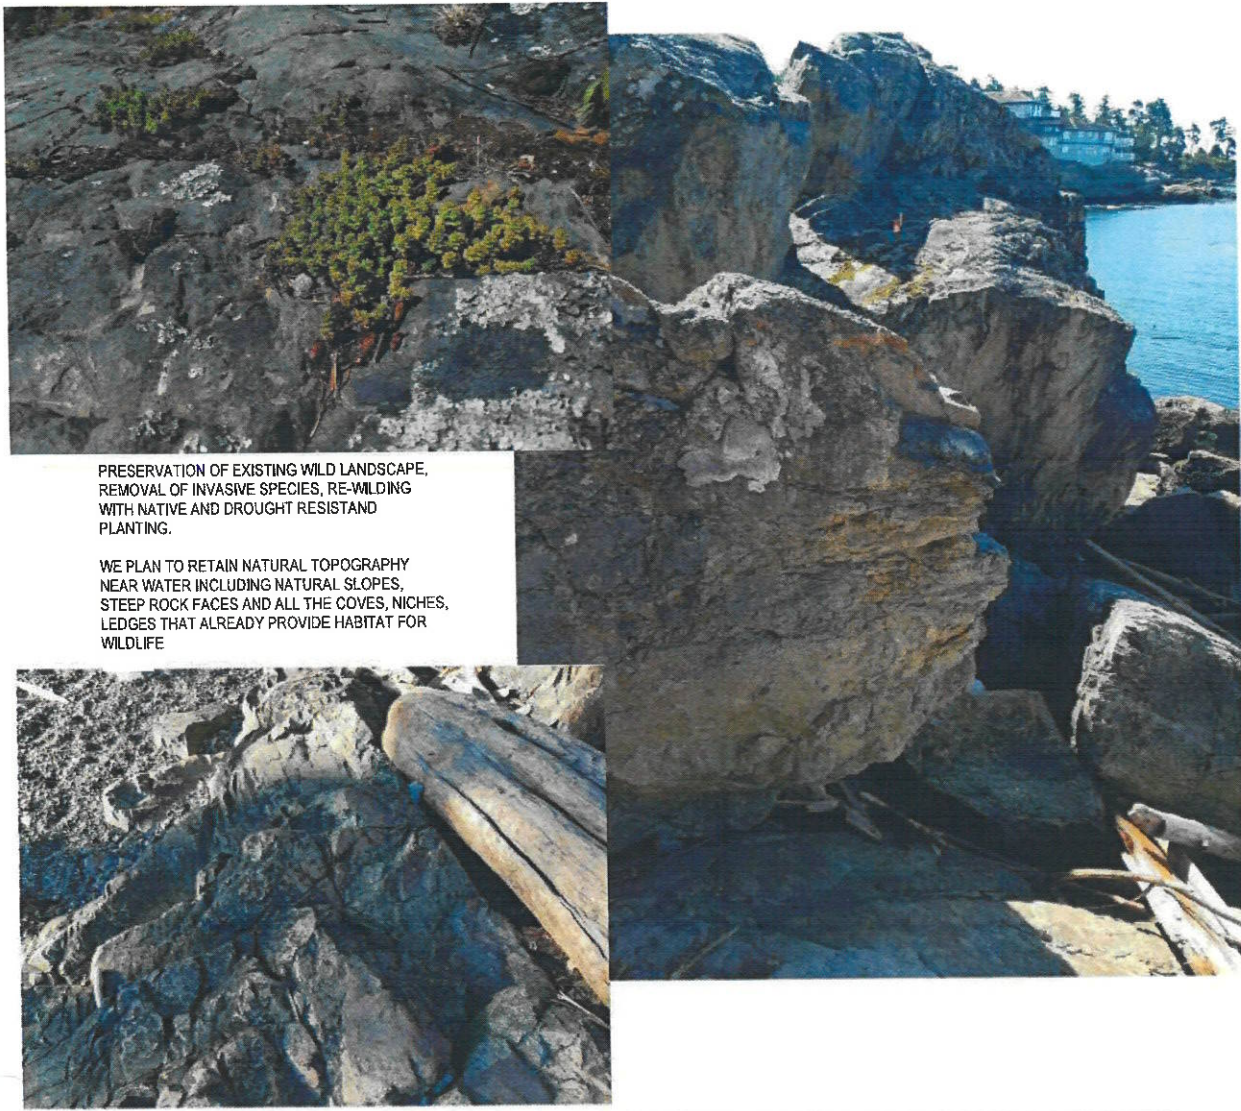 PRESERVATION OF EXISTING WILD LANDSCAPE,
REMOVAL OF INVASIVE SPECIES, RE-WILDING
WITH NATIVE AND DROUGHT RESISTAND
PLANTING.
WE PLAN TO RETAIN NATURAL TOPOGRAPHY
NEAR WATER INCLUDING NATURAL SLOPES,
STEEP ROCK FACES AND ALL THE COVES, NICHES,
LEDGES THAT ALREADY PROVIDE HABITAT FOR
WILDLIFE